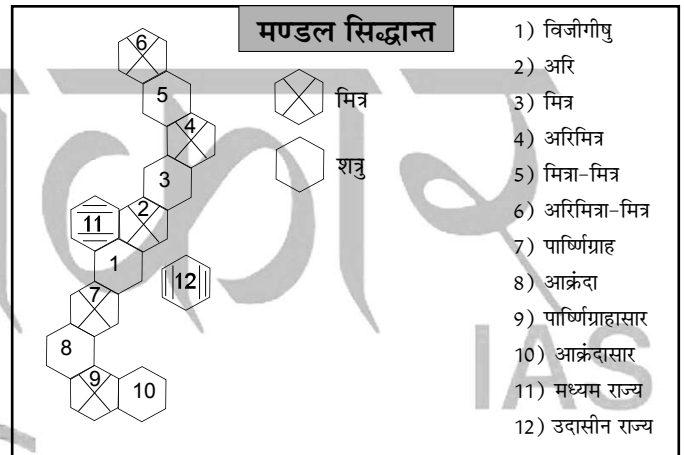 मण्डल सिद्धान्त
मित्र
शत्रु
6
5
4
3
2
11
1
12
7
8
9
10
1) विजीगीषु
2) अरि
3) मित्र
4) अरिमित्र
5) मित्रा-मित्र
6) अरिमित्रा-मित्र
7) पार्ष्णिग्राह
8) आक्रंदा
9) पार्ष्णिग्राहासार
10) आक्रंदासार
11) मध्यम राज्य
12) उदासीन राज्य
IAS